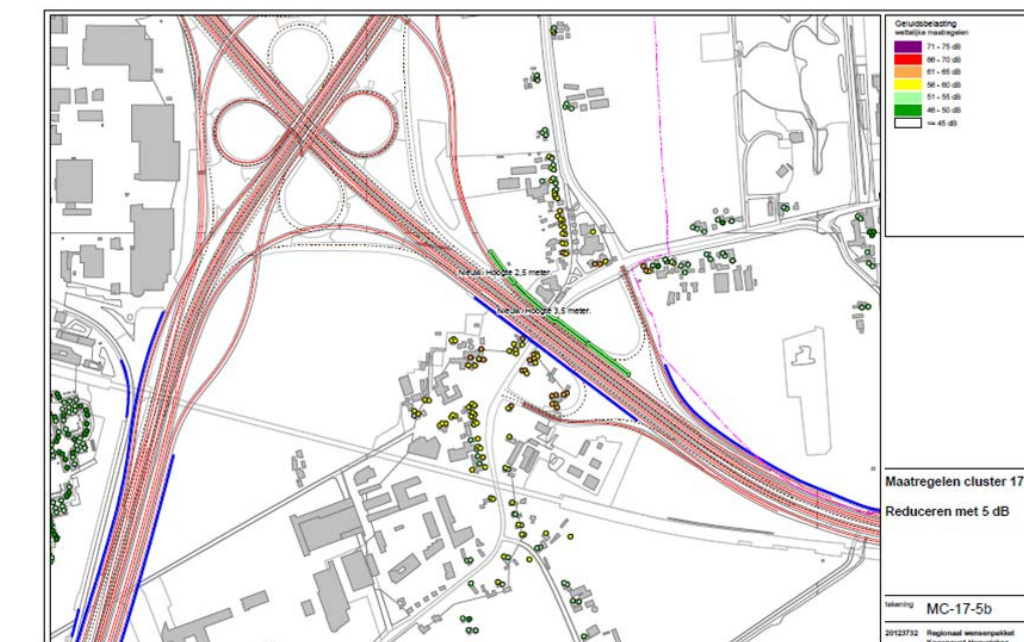 Nieuw: Hoogte 2,5 meter.
Nieuw: Hoogte 3,5 meter.
Geluidsbelasting
wettelijke maatregelen
71 - 75 dB
66 - 70 dB
61 - 65 dB
56 - 60 dB
51 - 55 dB
46 - 50 dB
<= 45 dB
Maatregelen cluster 17
Reduceren met 5 dB
tekening MC-17-5b
20123732 Regionaal wensenpakket